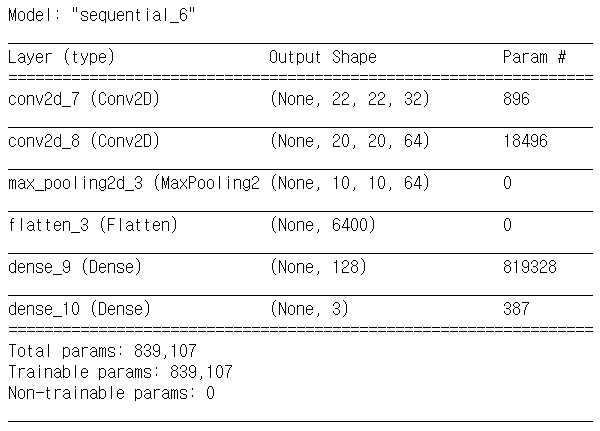 Model: "sequential_6"
Layer (type) Output Shape Param #
conv2d_7 (Conv2D) (None, 22, 22, 32) 896
conv2d_8 (Conv2D) (None, 20, 20, 64) 18496
max_pooling2d_3 (MaxPooling2 (None, 10, 10, 64) 0
flatten_3 (Flatten) (None, 6400) 0
dense_9 (Dense) (None, 128) 819328
dense_10 (Dense) (None, 3) 387
Total params: 839,107
Trainable params: 839,107
Non-trainable params: 0